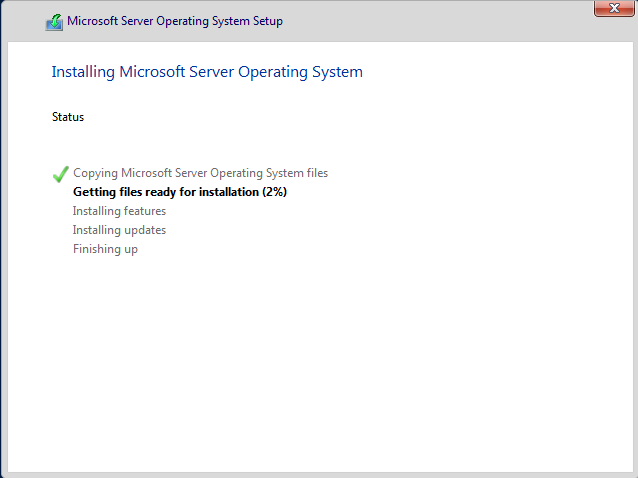 Microsoft Server Operating System Setup
Installing Microsoft Server Operating System
Status
Copying Microsoft Server Operating System files
Getting files ready for installation (2%)
Installing features
Installing updates
Finishing up